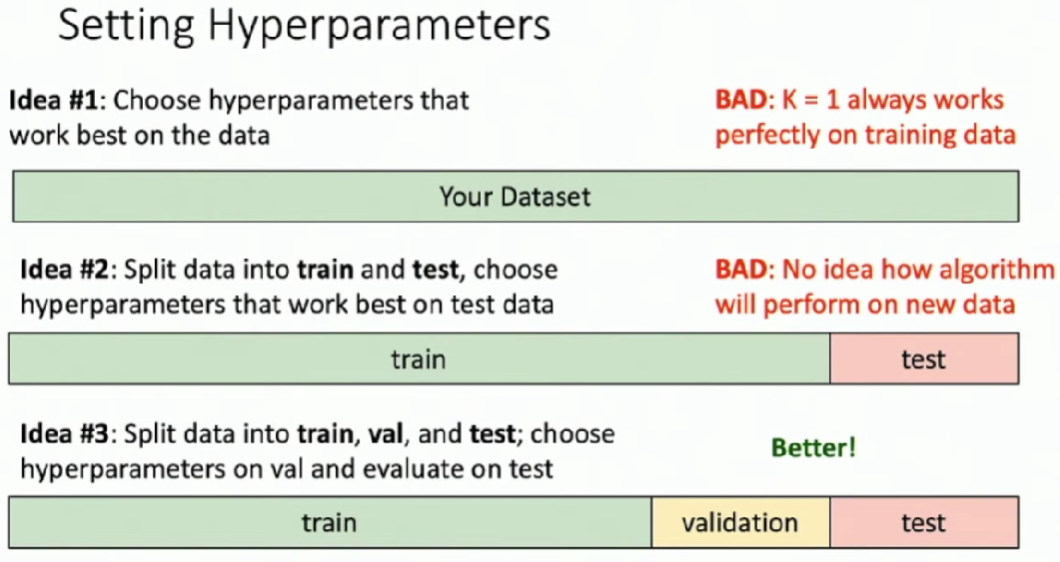 Setting Hyperparameters
Idea #1: Choose hyperparameters that
work best on the data
BAD: K = 1 always works
perfectly on training data
Your Dataset
Idea #2: Split data into train and test, choose
hyperparameters that work best on test data
BAD: No idea how algorithm
will perform on new data
train
test
Idea #3: Split data into train, val, and test; choose
hyperparameters on val and evaluate on test
Better!
train
validation
test